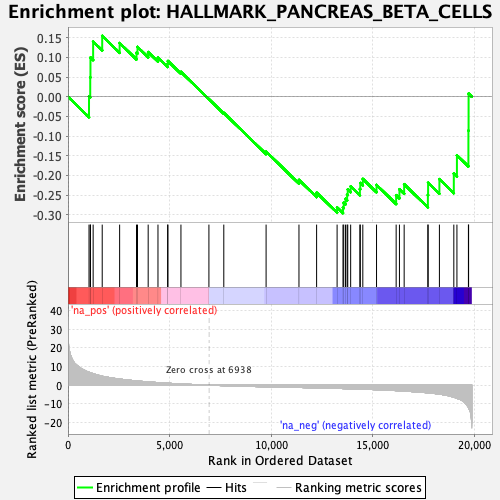 Enrichment plot: HALLMARK_PANCREAS_BETA_CELLS
Enrichment score (ES)
0.15
0.10
0.05
0.00
-0.05
-0.10
-0.15
-0.20
-0.25
-0.30
'na_pos' (positively correlated)
Ranked list metric (PreRanked)
40
30
20
10
0
-10
-20
Zero cross at 6938
'na_neg' (negatively correlated)
0
5,000
10,000
15,000
20,000
Rank in Ordered Dataset
Enrichment profile
Hits
Ranking metric scores